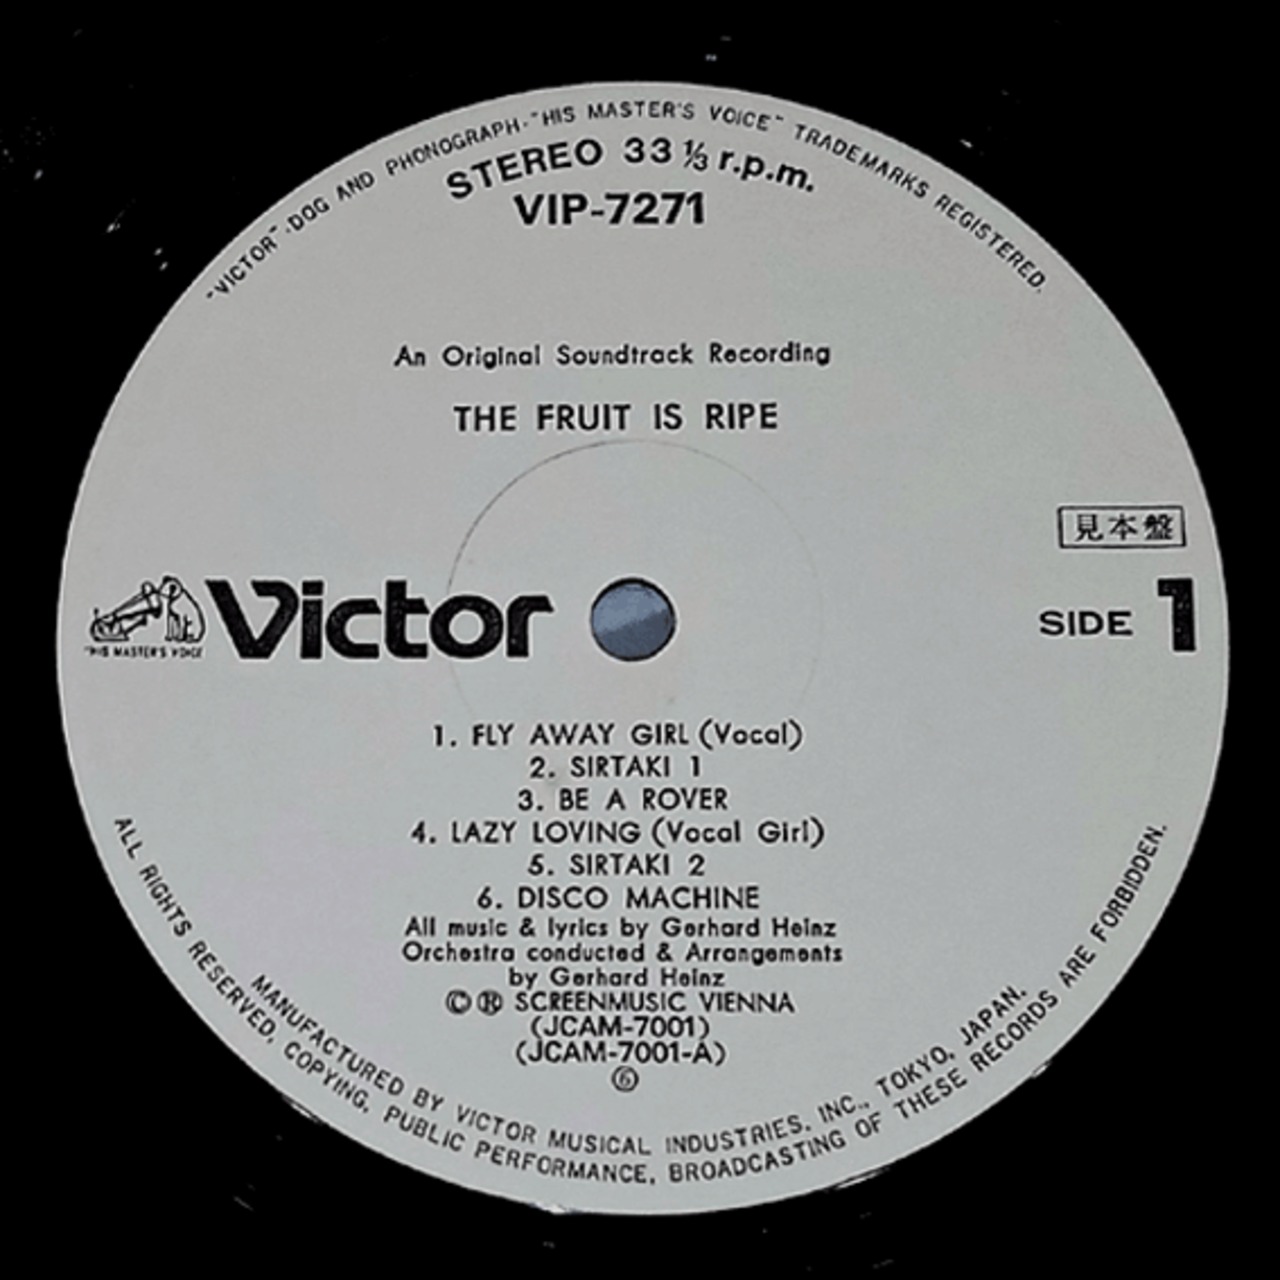 "VICTOR"·DOG AND PHONOGRAPH·"HIS MASTER'S VOICE" TRADEMARKS REGISTERED.
STEREO 33 ⅓ r.p.m.
VIP-7271
An Original Soundtrack Recording
THE FRUIT IS RIPE
見本盤
"HIS MASTER'S VOICE"
Victor
SIDE 1
1. FLY AWAY GIRL (Vocal)
2. SIRTAKI 1
3. BE A ROVER
4. LAZY LOVING (Vocal Girl)
5. SIRTAKI 2
6. DISCO MACHINE
All music & lyrics by Gerhard Heinz
Orchestra conducted & Arrangements
by Gerhard Heinz
Ⓒ Ⓡ SCREENMUSIC VIENNA
(JCAM-7001)
(JCAM-7001-A)
⑥
MANUFACTURED BY VICTOR MUSICAL INDUSTRIES, INC., TOKYO, JAPAN.
ALL RIGHTS RESERVED, COPYING, PUBLIC PERFORMANCE, BROADCASTING OF THESE RECORDS ARE FORBIDDEN.